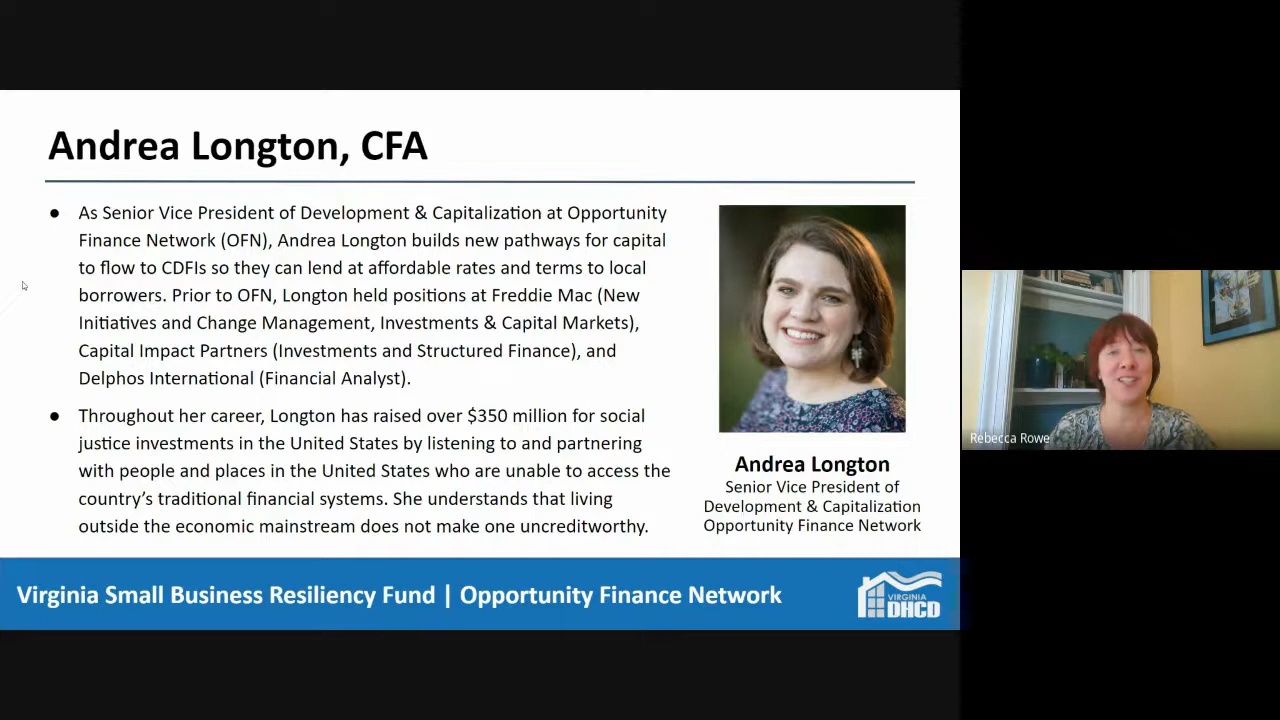 Andrea Longton, CFA
● As Senior Vice President of Development & Capitalization at Opportunity
Finance Network (OFN), Andrea Longton builds new pathways for capital
to flow to CDFIs so they can lend at affordable rates and terms to local
borrowers. Prior to OFN, Longton held positions at Freddie Mac (New
Initiatives and Change Management, Investments & Capital Markets),
Capital Impact Partners (Investments and Structured Finance), and
Delphos International (Financial Analyst).
● Throughout her career, Longton has raised over $350 million for social
justice investments in the United States by listening to and partnering
with people and places in the United States who are unable to access the
country's traditional financial systems. She understands that living
outside the economic mainstream does not make one uncreditworthy.
Andrea Longton
Senior Vice President of
Development & Capitalization
Opportunity Finance Network
Rebecca Rowe
Virginia Small Business Resiliency Fund | Opportunity Finance Network
VIRGINIA
DHCD